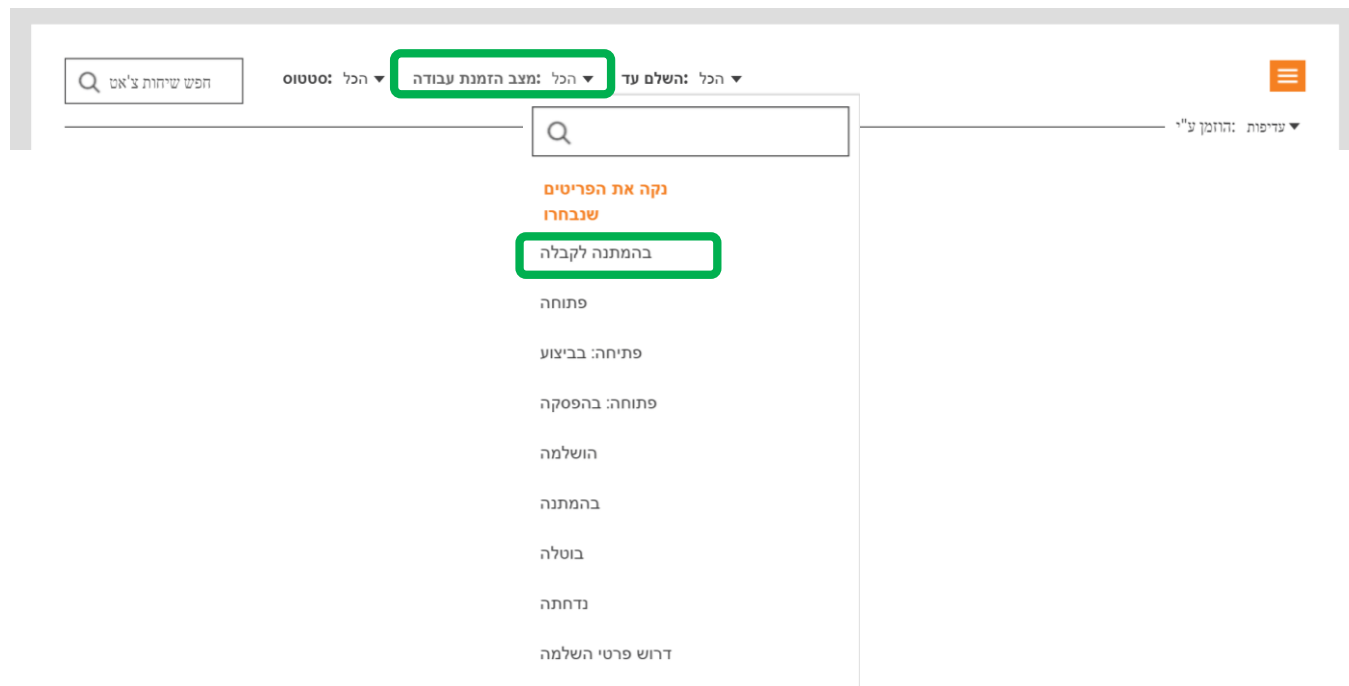 חפש שיחות צ'אט
סטטוס: הכל
מצב הזמנת עבודה: הכל
השלם עד: הכל
הוזמן ע"י: עדיפות
נקה את הפריטים
שנבחרו
בהמתנה לקבלה
פתוחה
פתיחה: בביצוע
פתוחה: בהפסקה
הושלמה
בהמתנה
בוטלה
נדחתה
דרוש פרטי השלמה